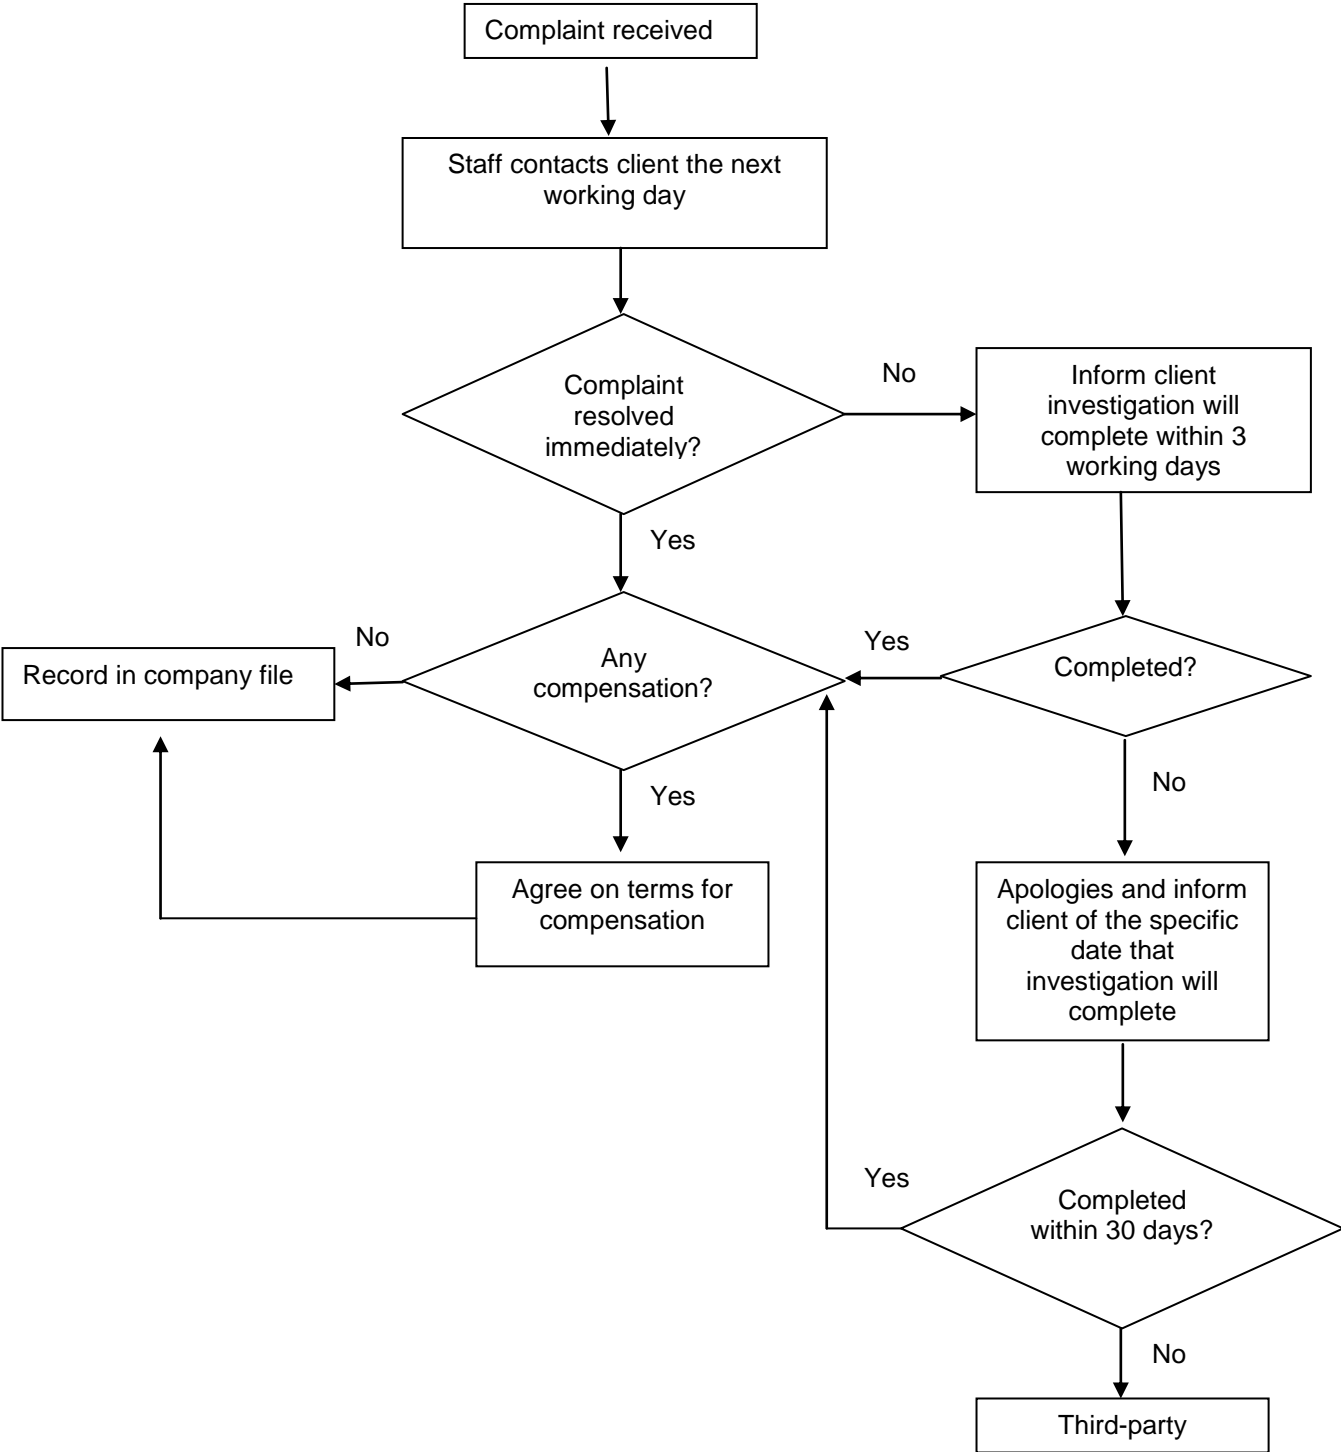 Complaint received
Staff contacts client the next
working day
Complaint
resolved
immediately?
No
Inform client
investigation will
complete within 3
working days
Yes
Any
compensation?
No
Record in company file
Yes
Completed?
Yes
Agree on terms for
compensation
No
Apologies and inform
client of the specific
date that
investigation will
complete
Completed
within 30 days?
Yes
No
Third-party